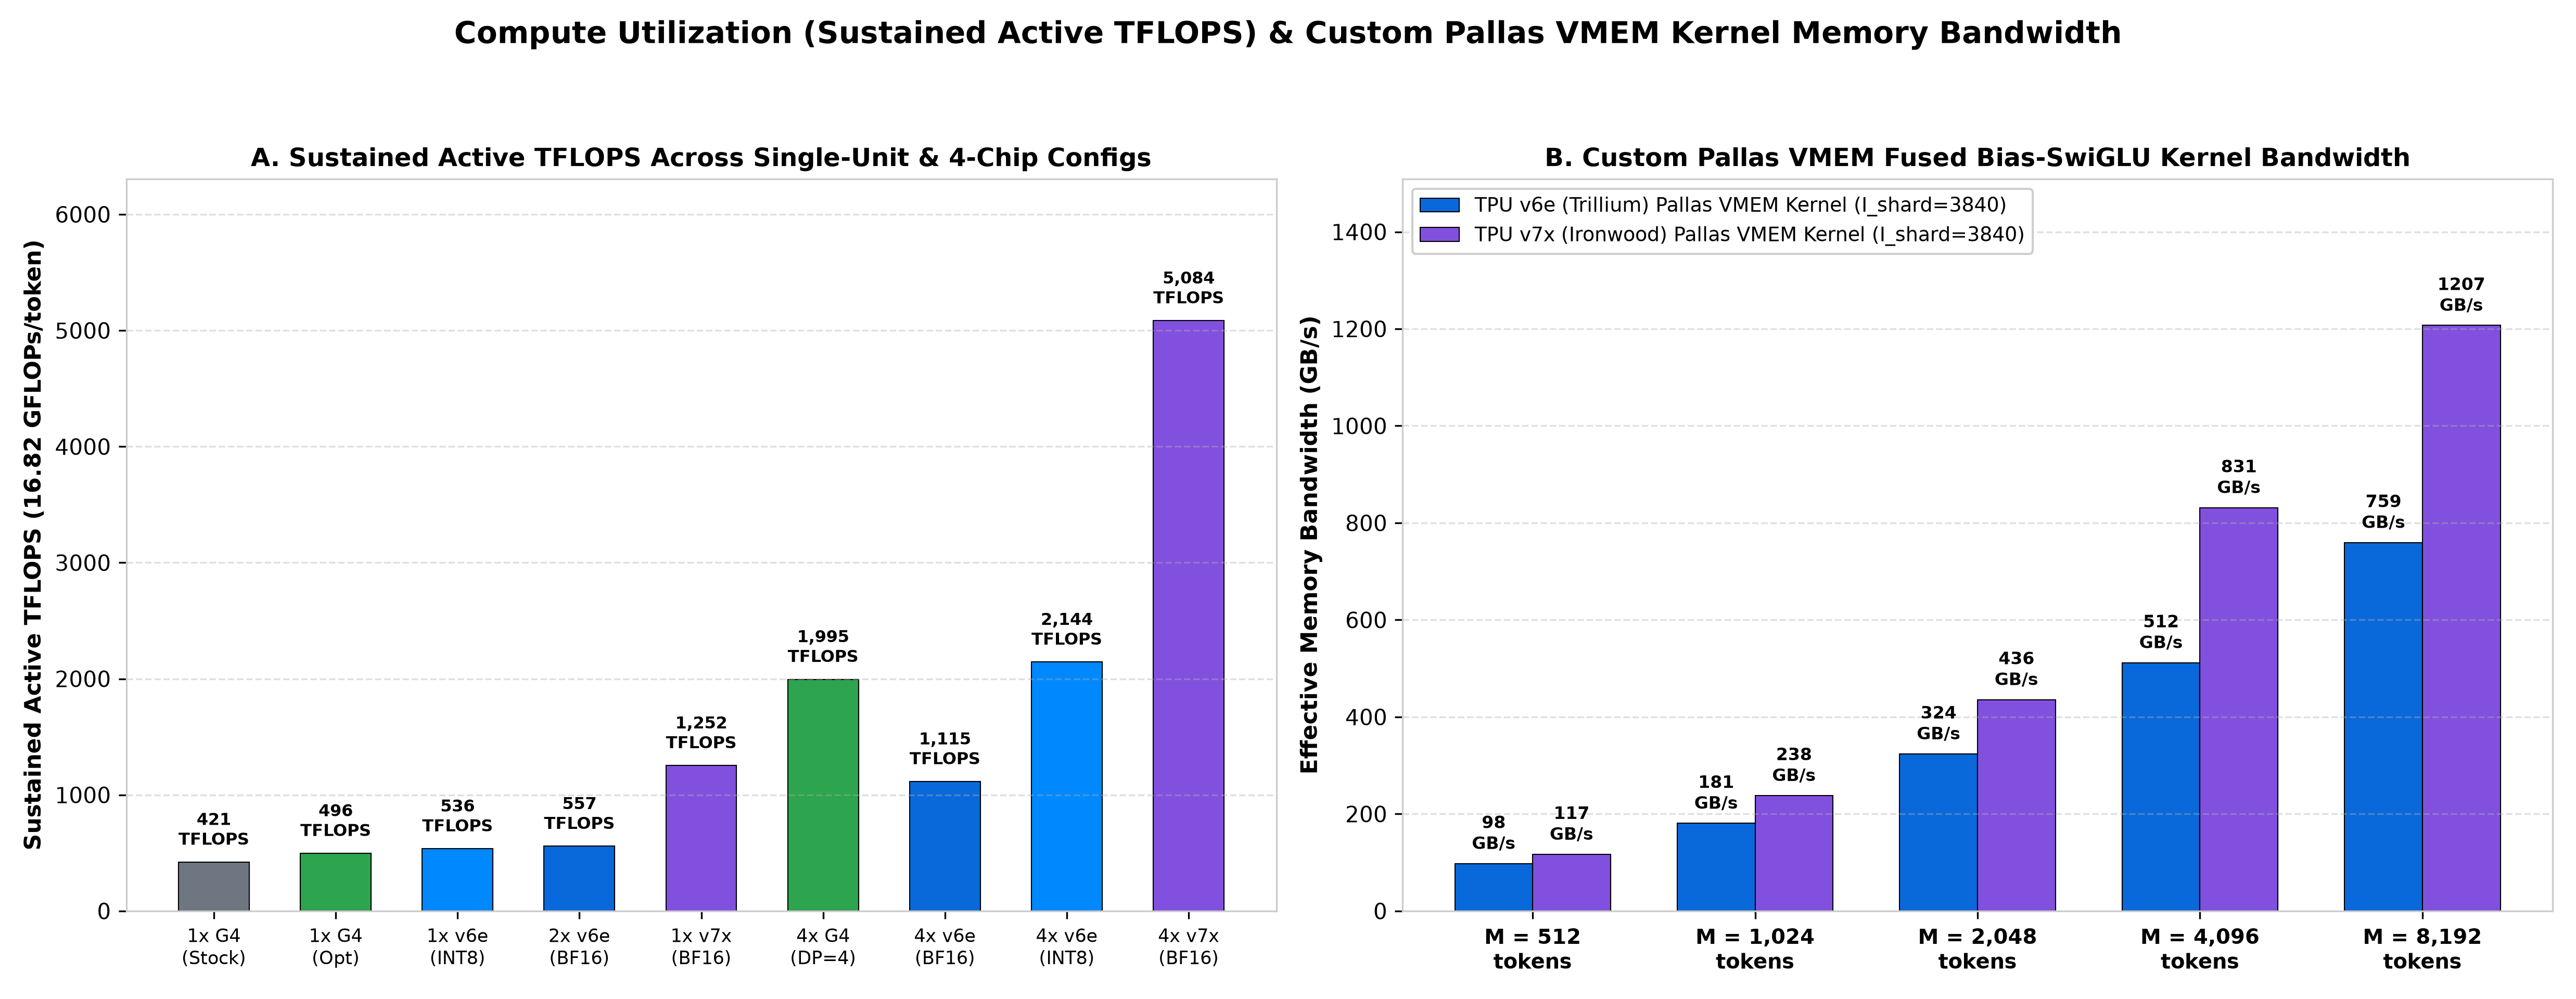 Compute Utilization (Sustained Active TFLOPS) & Custom Pallas VMEM Kernel Memory Bandwidth
A. Sustained Active TFLOPS Across Single-Unit & 4-Chip Configs
Sustained Active TFLOPS (16.82 GFLOPs/token)
6000
5000
4000
3000
2000
1000
0
421
TFLOPS
496
TFLOPS
536
TFLOPS
557
TFLOPS
1,252
TFLOPS
1,995
TFLOPS
1,115
TFLOPS
2,144
TFLOPS
5,084
TFLOPS
1x G4
(Stock)
1x G4
(Opt)
1x v6e
(INT8)
2x v6e
(BF16)
1x v7x
(BF16)
4x G4
(DP=4)
4x v6e
(BF16)
4x v6e
(INT8)
4x v7x
(BF16)
B. Custom Pallas VMEM Fused Bias-SwiGLU Kernel Bandwidth
TPU v6e (Trillium) Pallas VMEM Kernel (I_shard=3840)
TPU v7x (Ironwood) Pallas VMEM Kernel (I_shard=3840)
Effective Memory Bandwidth (GB/s)
1400
1200
1000
800
600
400
200
0
98
GB/s
117
GB/s
181
GB/s
238
GB/s
324
GB/s
436
GB/s
512
GB/s
831
GB/s
759
GB/s
1207
GB/s
M = 512
tokens
M = 1,024
tokens
M = 2,048
tokens
M = 4,096
tokens
M = 8,192
tokens